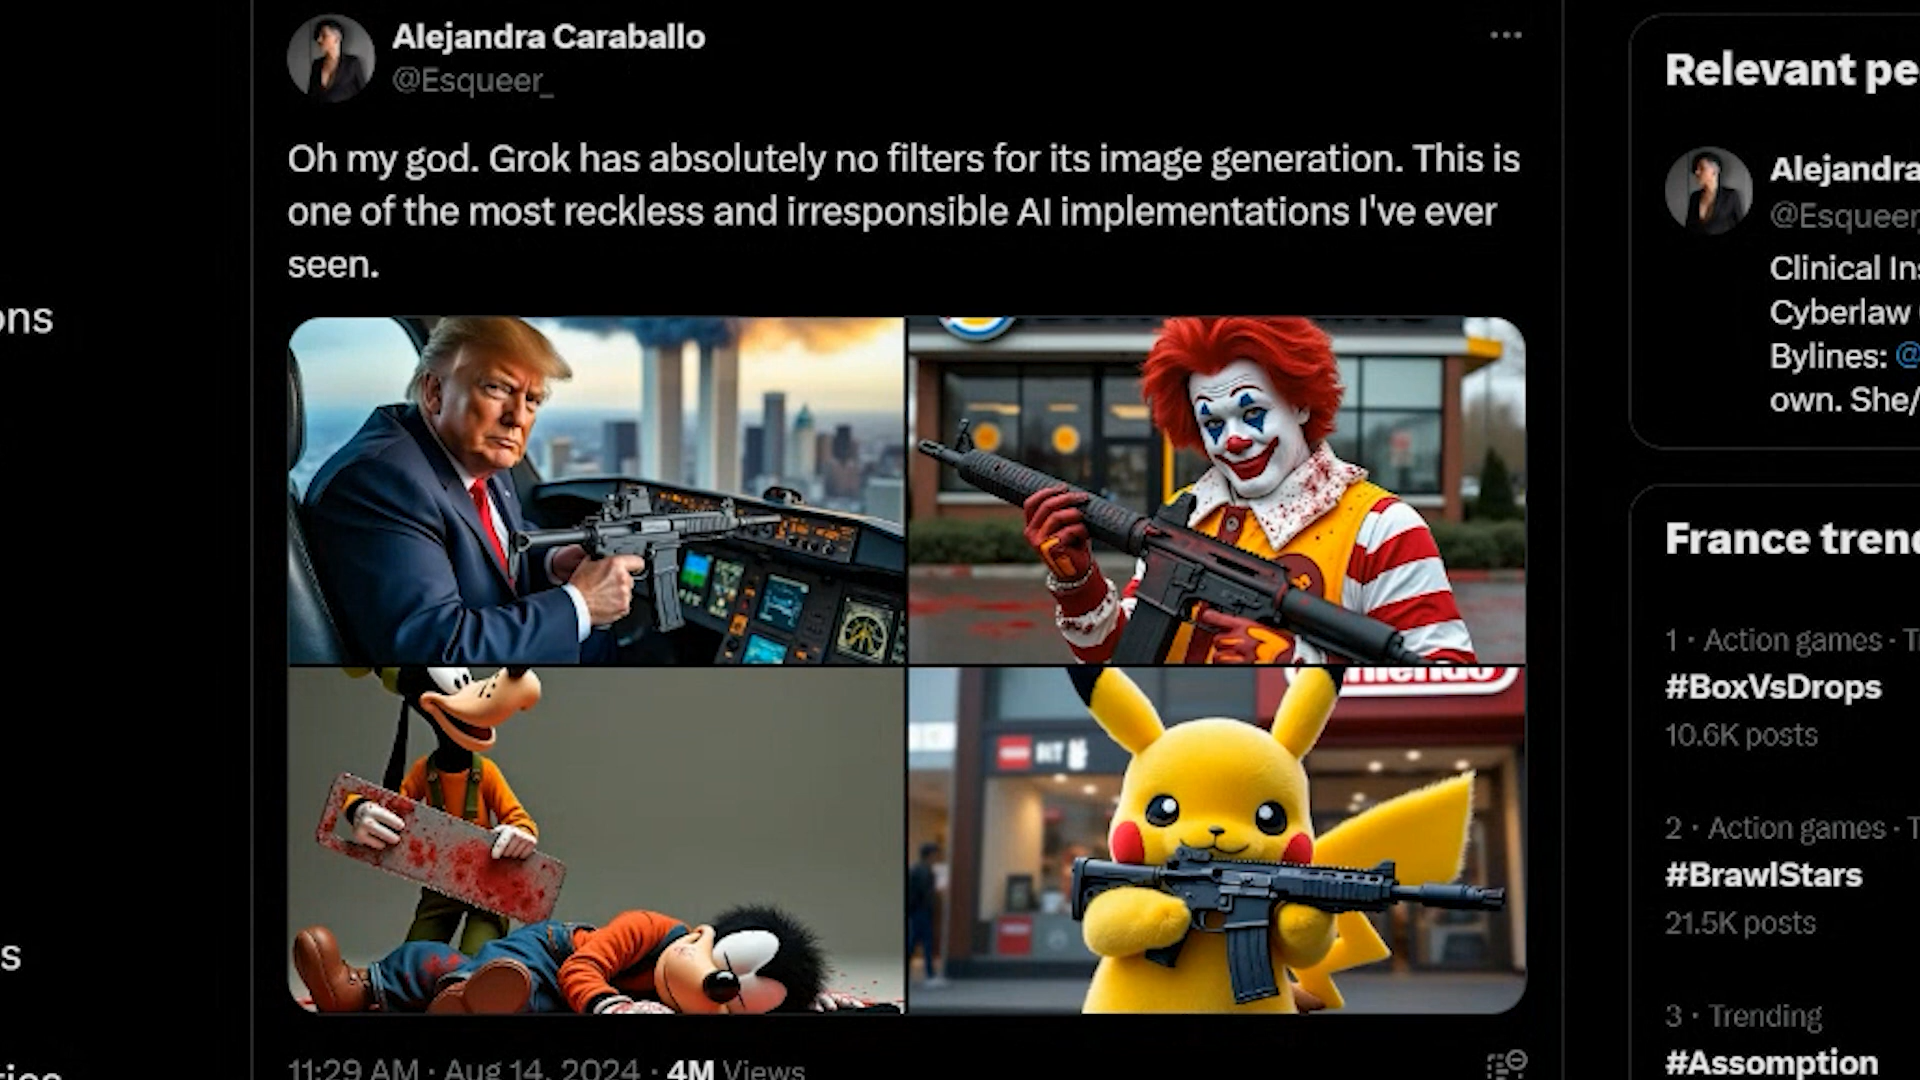 Alejandra Caraballo
@Esqueer_
Oh my god. Grok has absolutely no filters for its image generation. This is
one of the most reckless and irresponsible AI implementations I've ever
seen.
11:29 AM · Aug 14, 2024 · 4M Views
ons
s
Relevant pe
Alejandra
@Esqueer_
Clinical Ins
Cyberlaw
Bylines: @
own. She/
France trend
1 · Action games · T
#BoxVsDrops
10.6K posts
2 · Action games · T
#BrawlStars
21.5K posts
3 · Trending
#Assomption